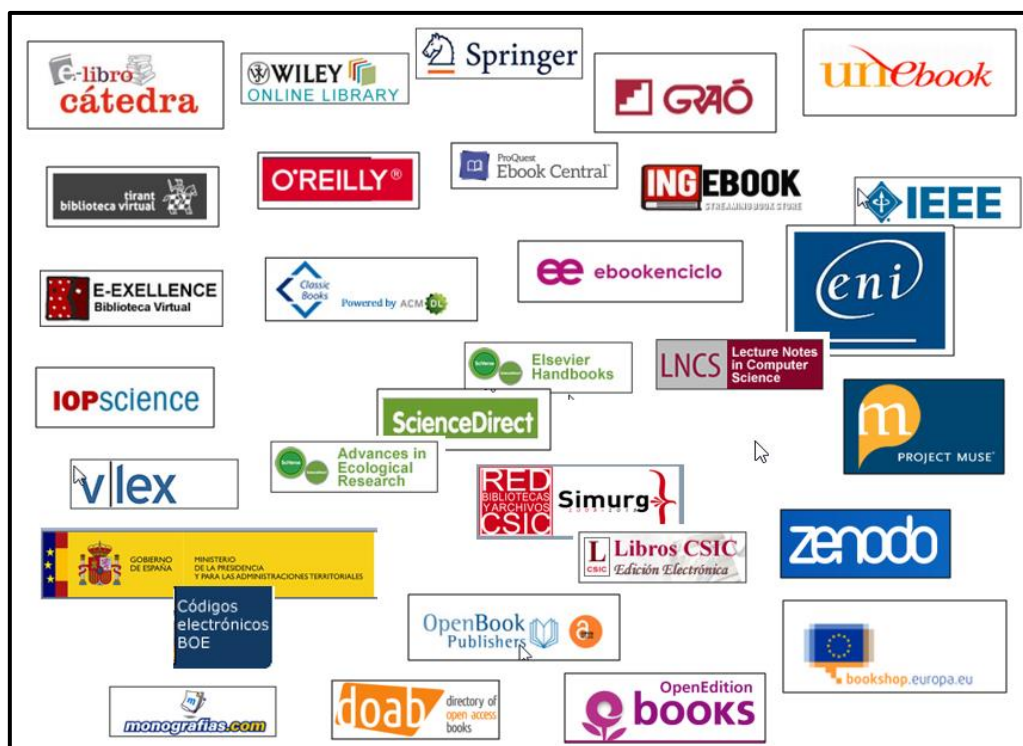 e-libro
cátedra
WILEY
ONLINE LIBRARY
Springer
GRAÓ
unebook
tirant
biblioteca virtual
O'REILLY®
ProQuest
Ebook Central
INGEBOOK
STREAMING BOOK STORE
IEEE
E-EXELLENCE
Biblioteca Virtual
Classic
Books
Powered by ACM DL
ee ebookenciclo
eni
Elsevier
Handbooks
LNCS
Lecture Notes
in Computer
Science
IOPscience
ScienceDirect
m
PROJECT MUSE
Advances in
Ecological
Research
v|lex
RED
BIBLIOTECAS
Y ARCHIVOS
CSIC
Simurg
zenodo
GOBIERNO
DE ESPAÑA
MINISTERIO
DE LA PRESIDENCIA
Y PARA LAS ADMINISTRACIONES TERRITORIALES
L
CSIC
Libros CSIC
Edición Electrónica
Códigos
electrónicos
BOE
OpenBook
Publishers
a
bookshop.europa.eu
m
monografias.com
doab
directory of
open access
books
OpenEdition
books